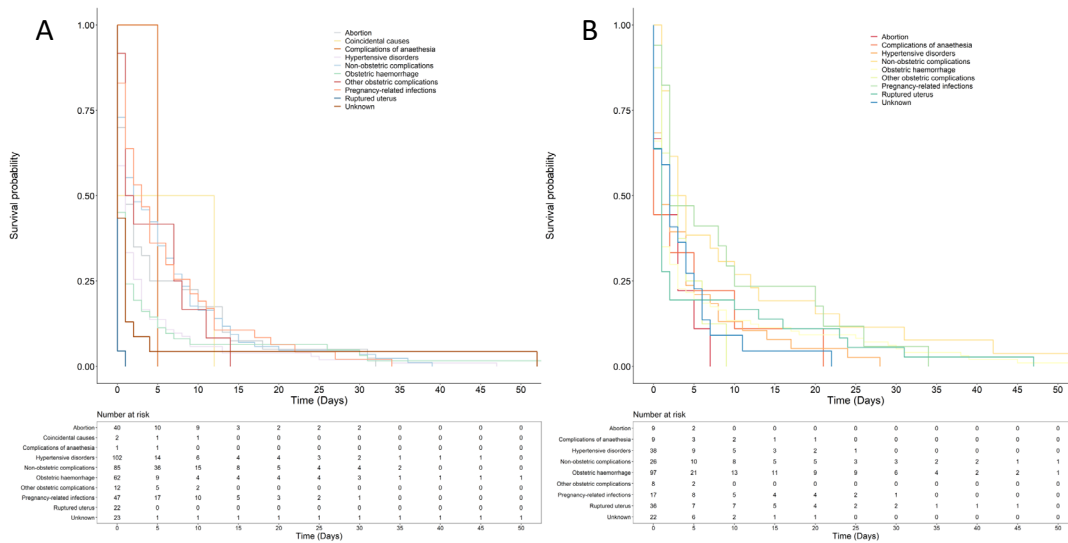 A
B
Survival probability
1.00
0.75
0.50
0.25
0.00
Abortion
Coincidental causes
Complications of anaethesia
Hypertensive disorders
Non-obstetric complications
Obstetric haemorrhage
Other obstetric complications
Pregnancy-related infections
Ruptured uterus
Unknown
0 5 10 15 20 25 30 35 40 45 50
Time (Days)
Number at risk
Abortion 40 10 9 3 2 2 2 0 0 0 0
Coincidental causes 2 1 1 0 0 0 0 0 0 0 0
Complications of anaesthesia 1 1 0 0 0 0 0 0 0 0 0
Hypertensive disorders 102 14 6 4 4 3 2 1 1 1 0
Non-obstetric complications 85 36 15 8 5 4 4 2 0 0 0
Obstetric haemorrhage 62 9 4 4 4 4 3 1 1 1 1
Other obstetric complications 12 5 2 0 0 0 0 0 0 0 0
Pregnancy-related infections 47 17 10 5 3 2 1 0 0 0 0
Ruptured uterus 22 0 0 0 0 0 0 0 0 0 0
Unknown 23 1 1 1 1 1 1 1 1 1 1
0 5 10 15 20 25 30 35 40 45 50
Time (Days)
Survival probability
1.00
0.75
0.50
0.25
0.00
Abortion
Complications of anaethesia
Hypertensive disorders
Non-obstetric complications
Obstetric haemorrhage
Other obstetric complications
Pregnancy-related infections
Ruptured uterus
Unknown
0 5 10 15 20 25 30 35 40 45 50
Time (Days)
Number at risk
Abortion 9 2 0 0 0 0 0 0 0 0 0
Complications of anaesthesia 9 3 2 1 1 0 0 0 0 0 0
Hypertensive disorders 38 9 5 3 2 1 0 0 0 0 0
Non-obstetric complications 26 10 8 5 5 3 3 2 2 1 1
Obstetric haemorrhage 97 21 13 11 9 9 6 4 2 2 1
Other obstetric complications 8 2 0 0 0 0 0 0 0 0 0
Pregnancy-related infections 17 8 5 4 4 2 1 0 0 0 0
Ruptured uterus 36 7 7 5 4 2 2 1 1 1 0
Unknown 22 6 2 1 1 0 0 0 0 0 0
0 5 10 15 20 25 30 35 40 45 50
Time (Days)